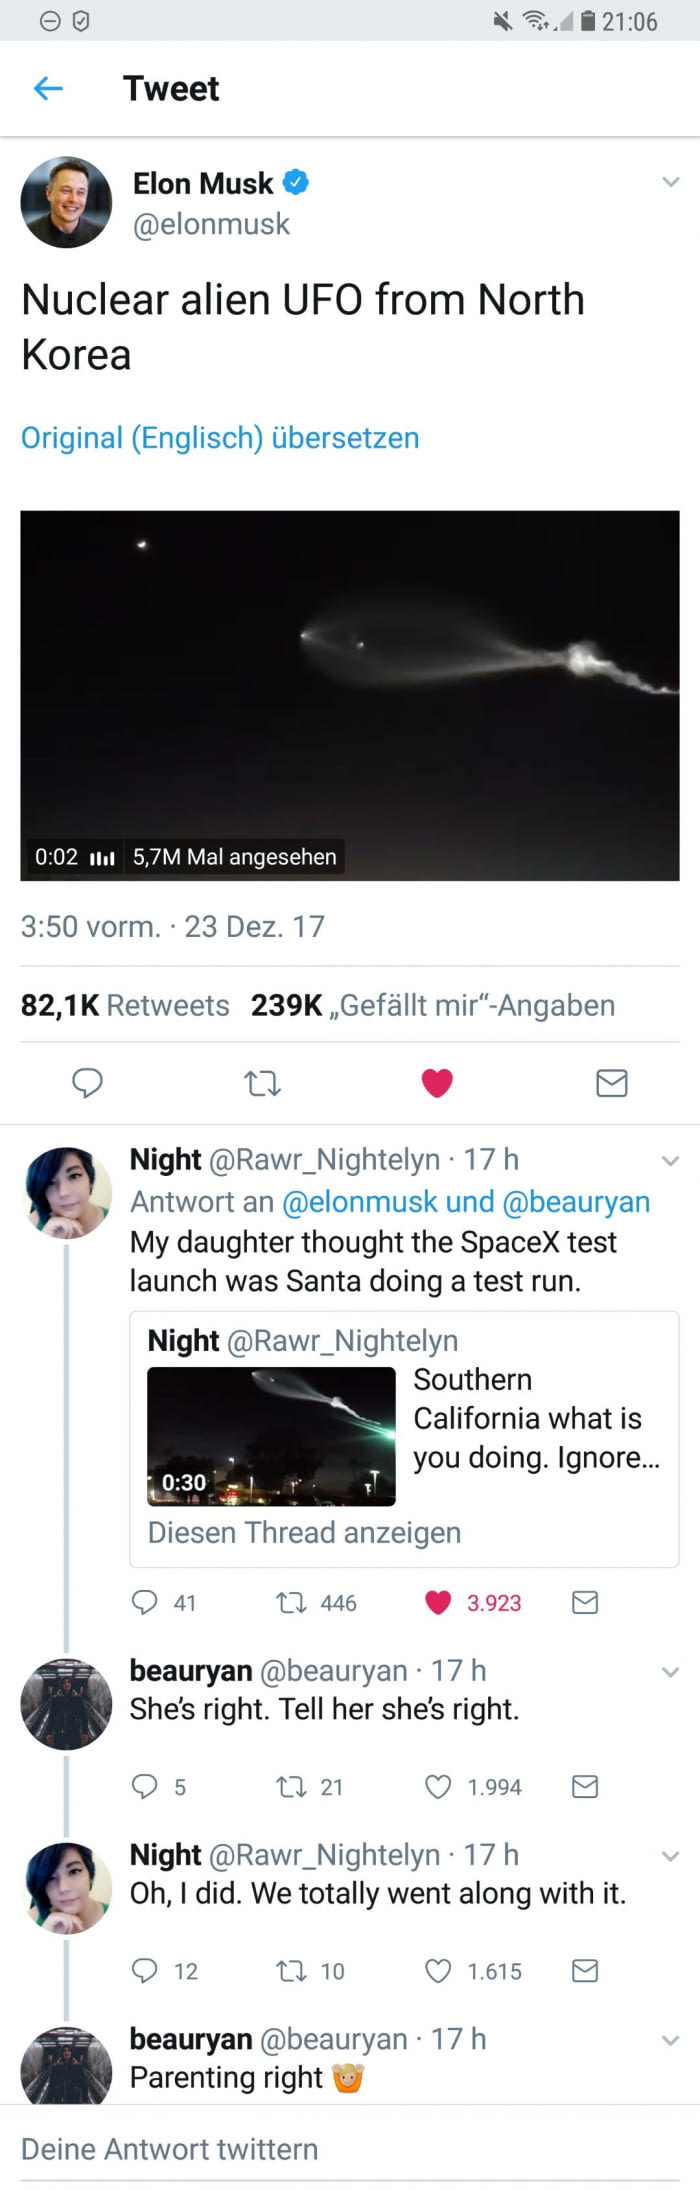 21:06
Tweet
Elon Musk
@elonmusk
Nuclear alien UFO from North
Korea
Original (Englisch) übersetzen
0:02 5,7M Mal angesehen
3:50 vorm. · 23 Dez. 17
82,1K Retweets 239K „Gefällt mir“-Angaben
Night @Rawr_Nightelyn · 17 h
Antwort an @elonmusk und @beauryan
My daughter thought the SpaceX test
launch was Santa doing a test run.
Night @Rawr_Nightelyn
Southern
California what is
you doing. Ignore...
0:30
Diesen Thread anzeigen
41 446 3.923
beauryan @beauryan · 17 h
She's right. Tell her she's right.
5 21 1.994
Night @Rawr_Nightelyn · 17 h
Oh, I did. We totally went along with it.
12 10 1.615
beauryan @beauryan · 17 h
Parenting right 🙌🏼
Deine Antwort twittern